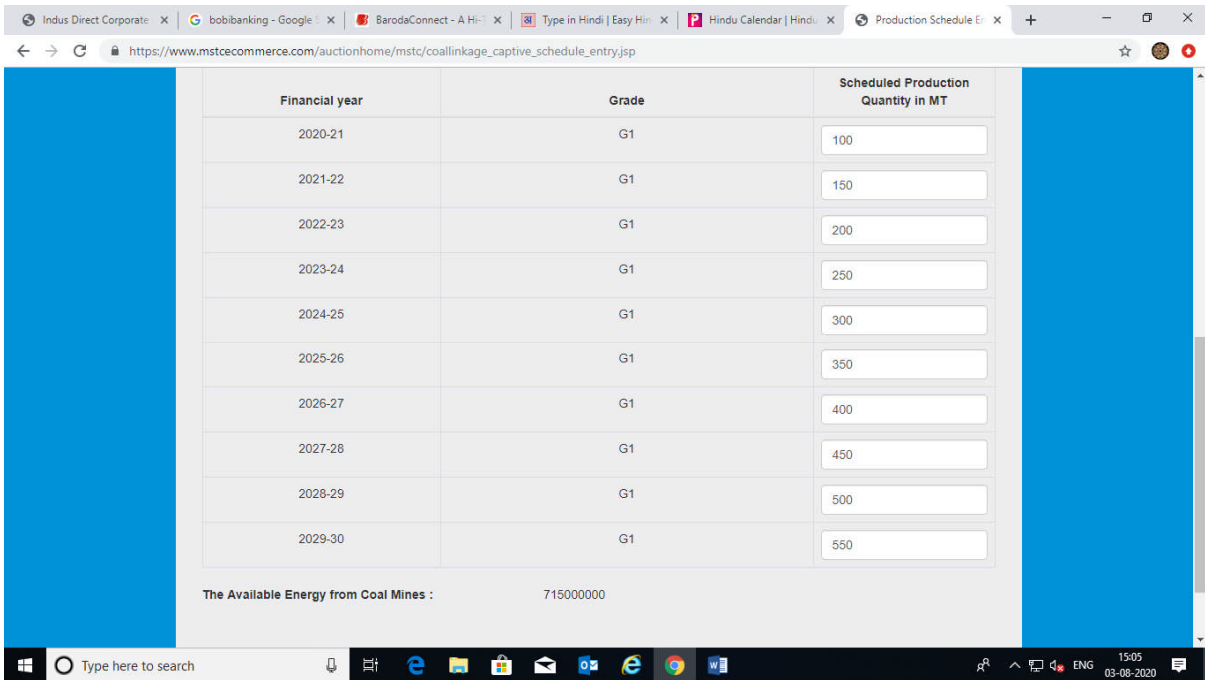 Indus Direct Corporate
bobibanking - Google
BarodaConnect - A Hi-
Type in Hindi | Easy Hin
Hindu Calendar | Hindu
Production Schedule En
https://www.mstcecommerce.com/auctionhome/mstc/coallinkage_captive_schedule_entry.jsp
Financial year Grade Scheduled Production
Quantity in MT
2020-21 G1 100
2021-22 G1 150
2022-23 G1 200
2023-24 G1 250
2024-25 G1 300
2025-26 G1 350
2026-27 G1 400
2027-28 G1 450
2028-29 G1 500
2029-30 G1 550
The Available Energy from Coal Mines : 715000000
Type here to search
ENG
15:05
03-08-2020